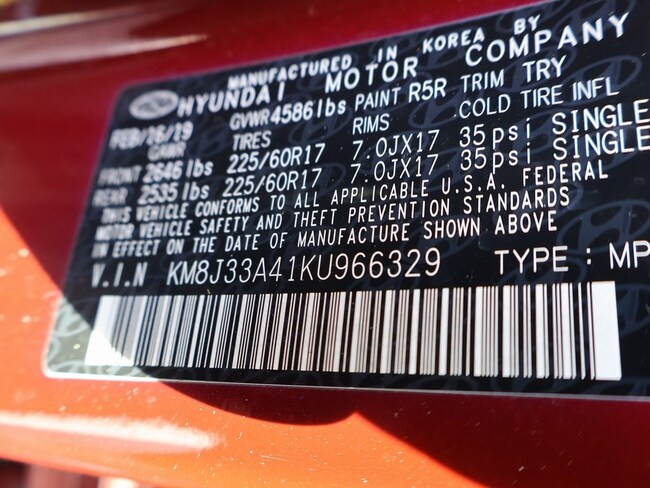 MANUFACTURED IN KOREA BY
HYUNDAI MOTOR COMPANY
FEB/26/19 GVWR 4586lbs PAINT R5R TRIM TRY
GAWR TIRES RIMS COLD TIRE INFL
FRONT 2646 lbs 225/60R17 7.0JX17 35psi SINGLE
REAR 2535 lbs 225/60R17 7.0JX17 35psi SINGLE
THIS VEHICLE CONFORMS TO ALL APPLICABLE U.S.A. FEDERAL
MOTOR VEHICLE SAFETY AND THEFT PREVENTION STANDARDS
IN EFFECT ON THE DATE OF MANUFACTURE SHOWN ABOVE
V.I.N KM8J33A41KU966329 TYPE : MP